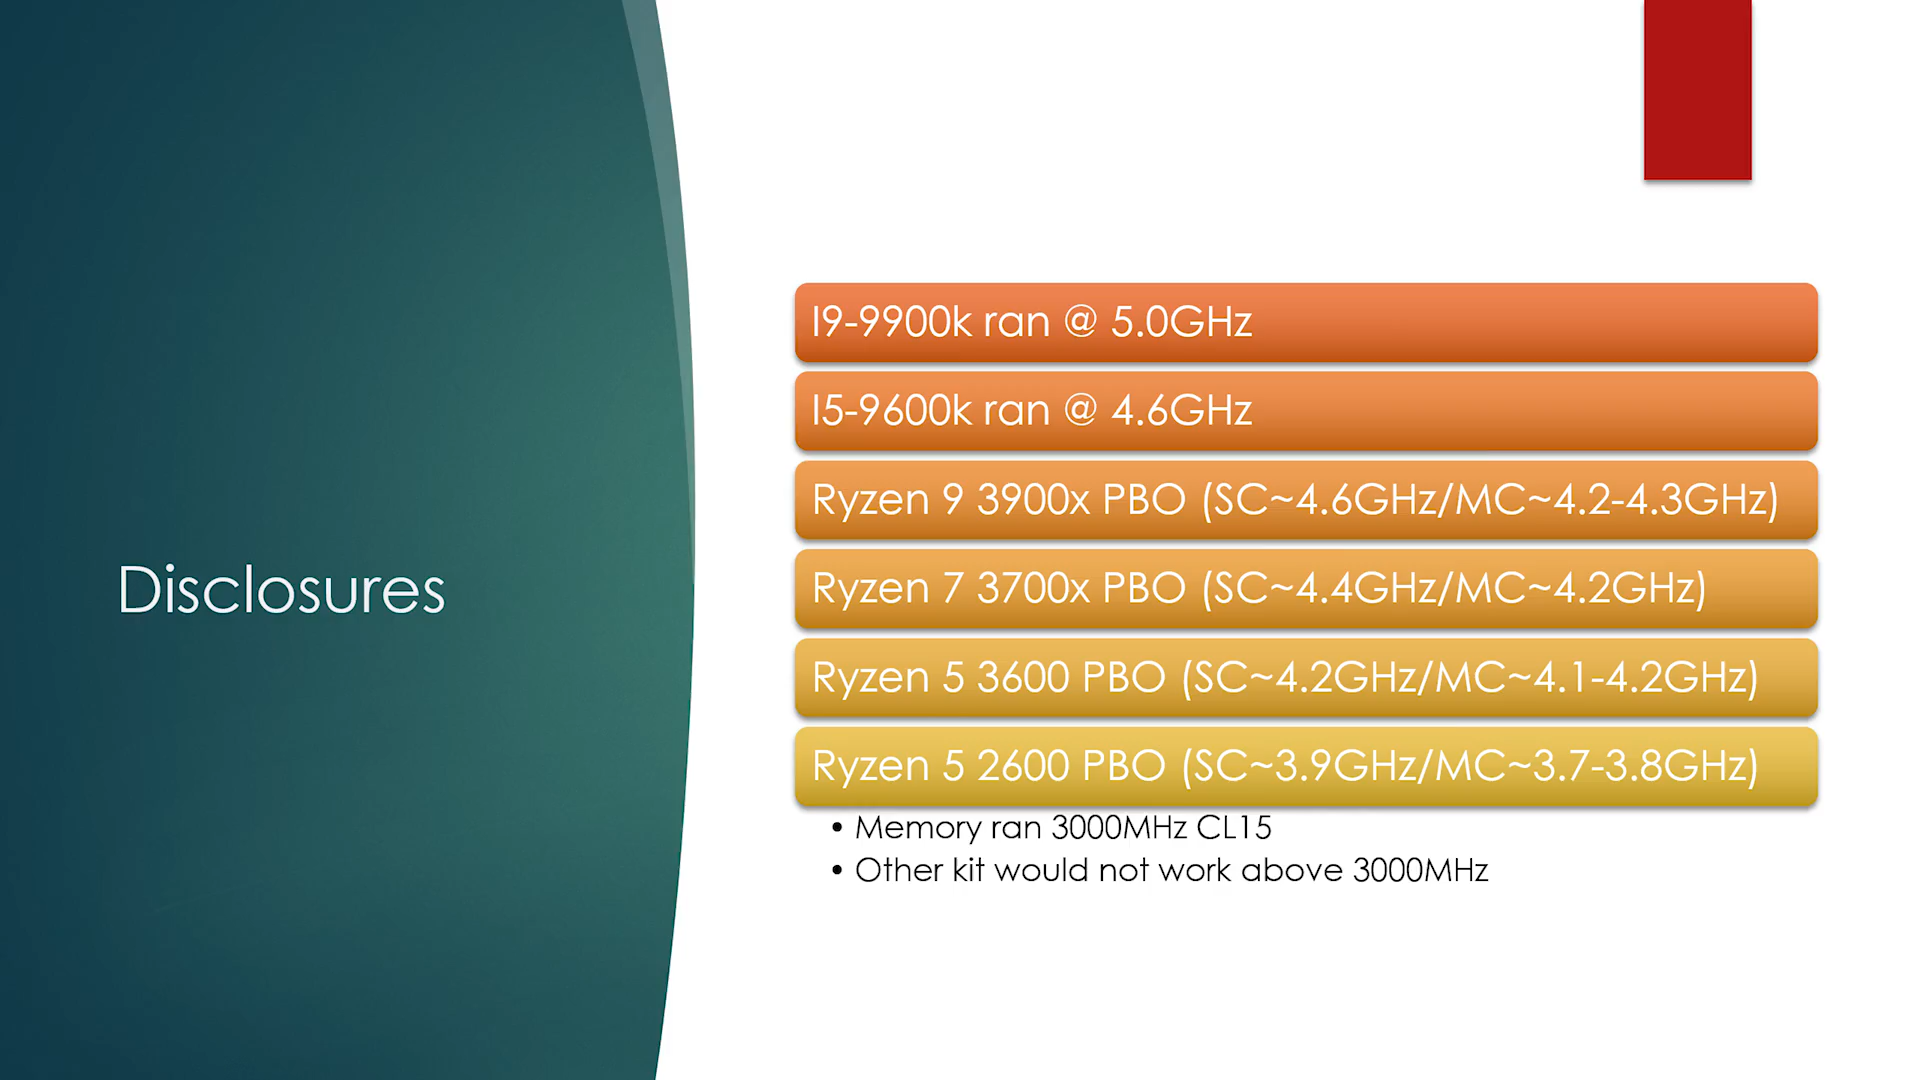 Disclosures
I9-9900k ran @ 5.0GHz
I5-9600k ran @ 4.6GHz
Ryzen 9 3900x PBO (SC~4.6GHz/MC~4.2-4.3GHz)
Ryzen 7 3700x PBO (SC~4.4GHz/MC~4.2GHz)
Ryzen 5 3600 PBO (SC~4.2GHz/MC~4.1-4.2GHz)
Ryzen 5 2600 PBO (SC~3.9GHz/MC~3.7-3.8GHz)
• Memory ran 3000MHz CL15
• Other kit would not work above 3000MHz